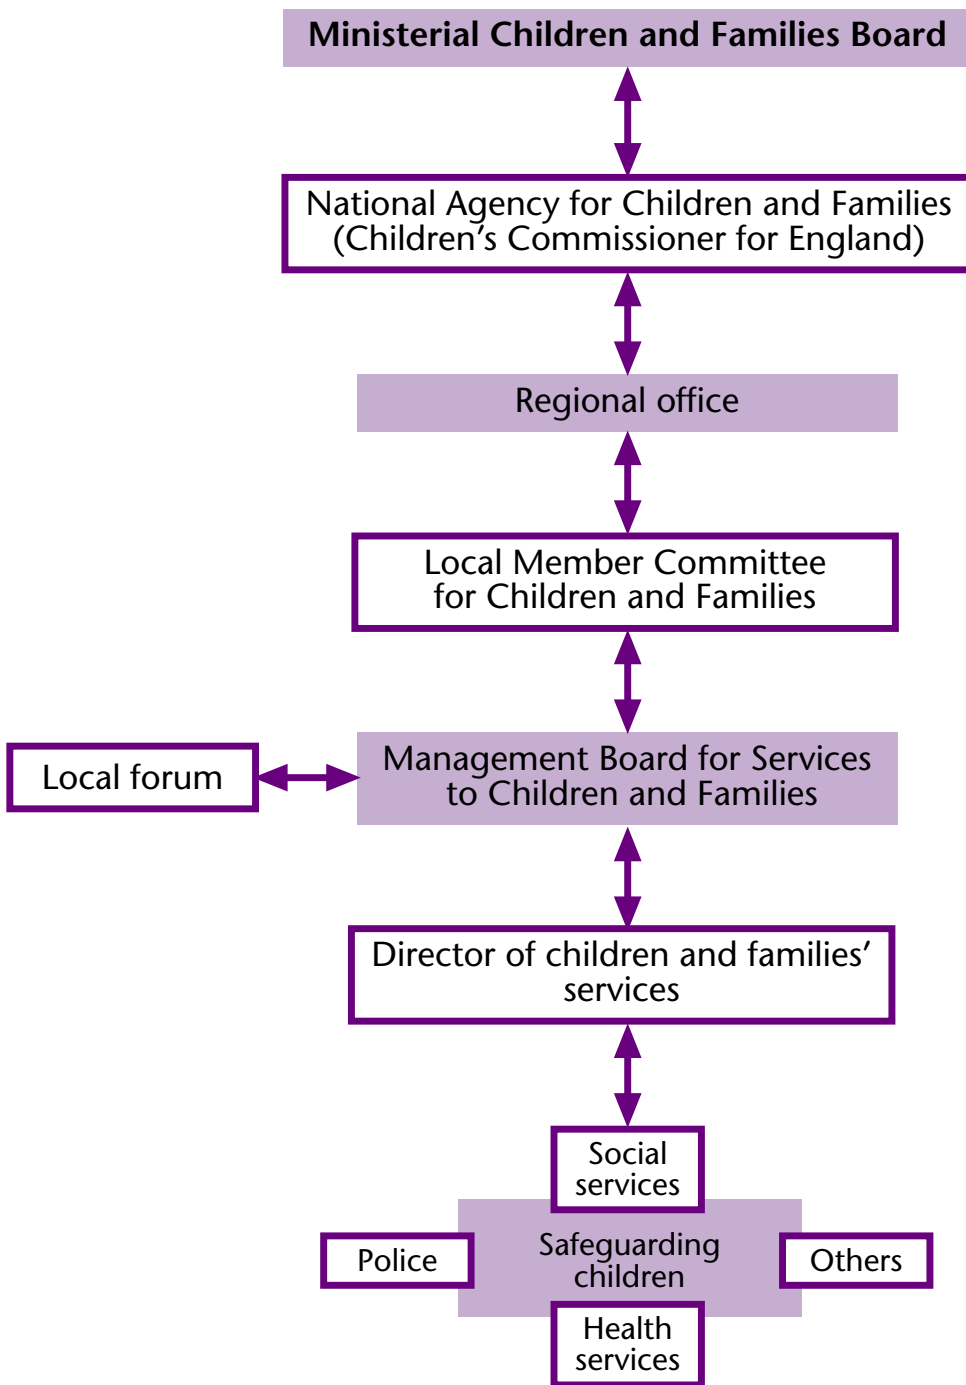 Ministerial Children and Families Board
National Agency for Children and Families
(Children’s Commissioner for England)
Regional office
Local Member Committee
for Children and Families
Local forum
Management Board for Services
to Children and Families
Director of children and families’
services
Social
services
Police
Safeguarding
children
Others
Health
services